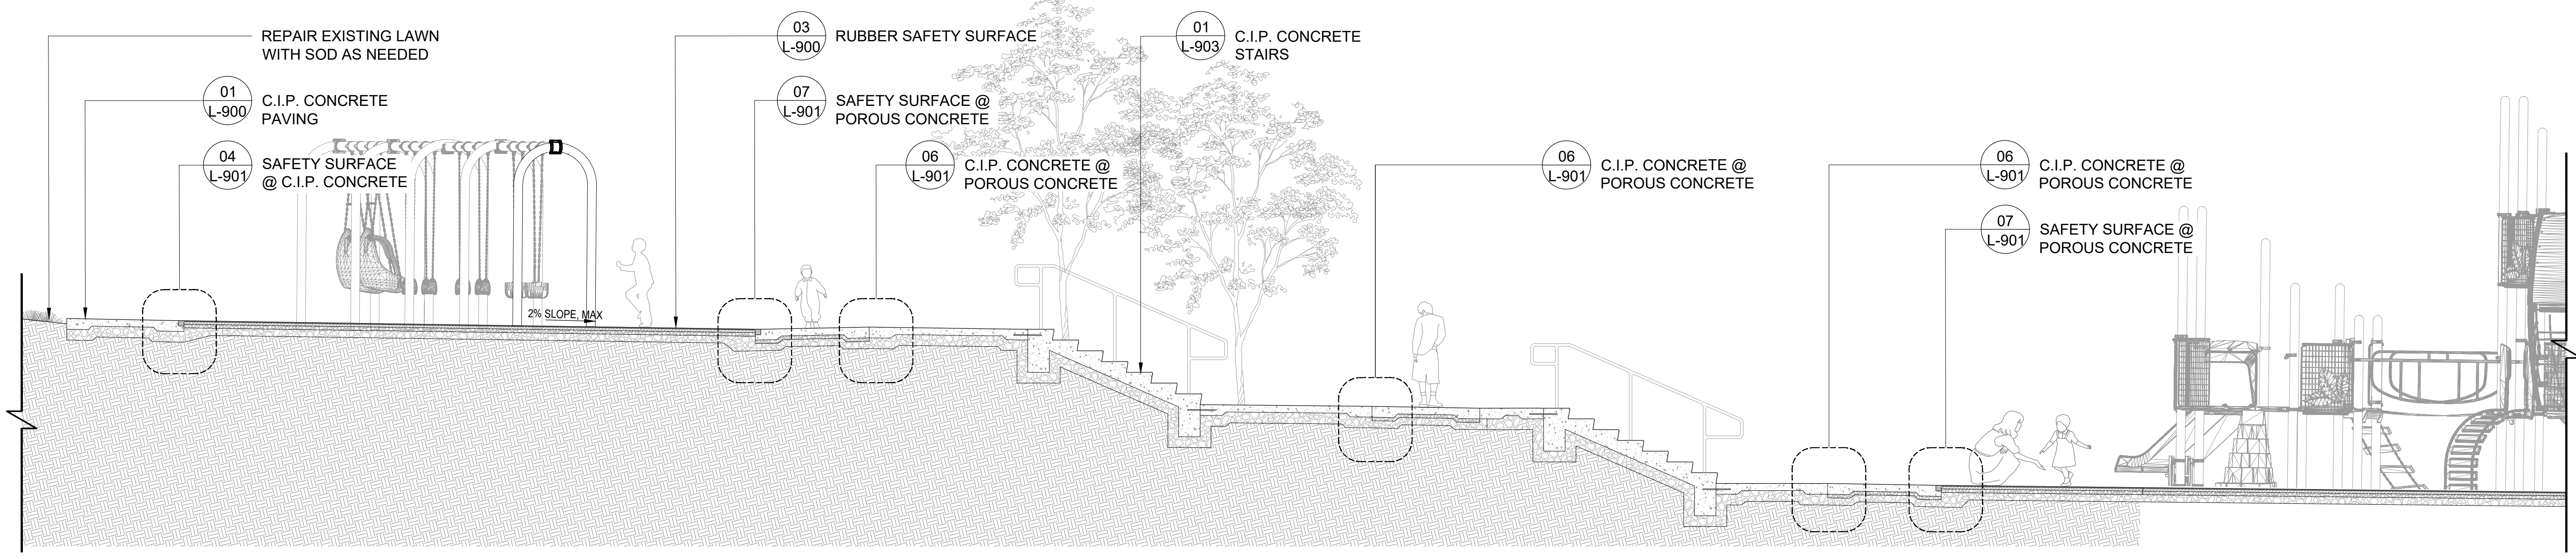 REPAIR EXISTING LAWN
WITH SOD AS NEEDED
01
L-900
C.I.P. CONCRETE
PAVING
04
L-901
SAFETY SURFACE
@ C.I.P. CONCRETE
2% SLOPE, MAX
03
L-900
RUBBER SAFETY SURFACE
07
L-901
SAFETY SURFACE @
POROUS CONCRETE
06
L-901
C.I.P. CONCRETE @
POROUS CONCRETE
01
L-903
C.I.P. CONCRETE
STAIRS
06
L-901
C.I.P. CONCRETE @
POROUS CONCRETE
06
L-901
C.I.P. CONCRETE @
POROUS CONCRETE
07
L-901
SAFETY SURFACE @
POROUS CONCRETE